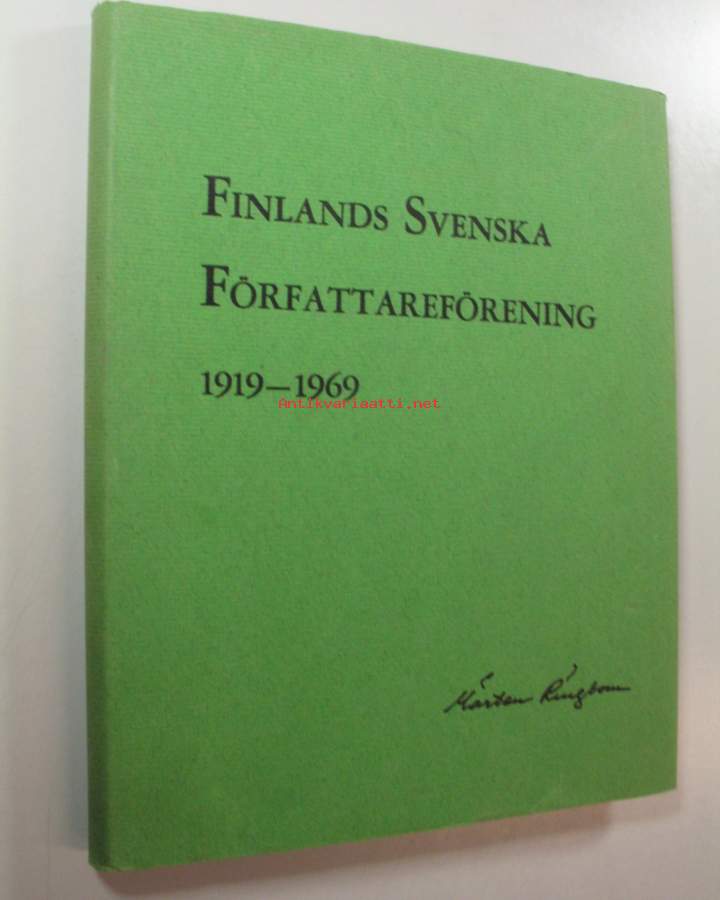 Finlands Svenska
Författareförening
1919–1969
Antikvariaatti.net
Mårten Ringbom